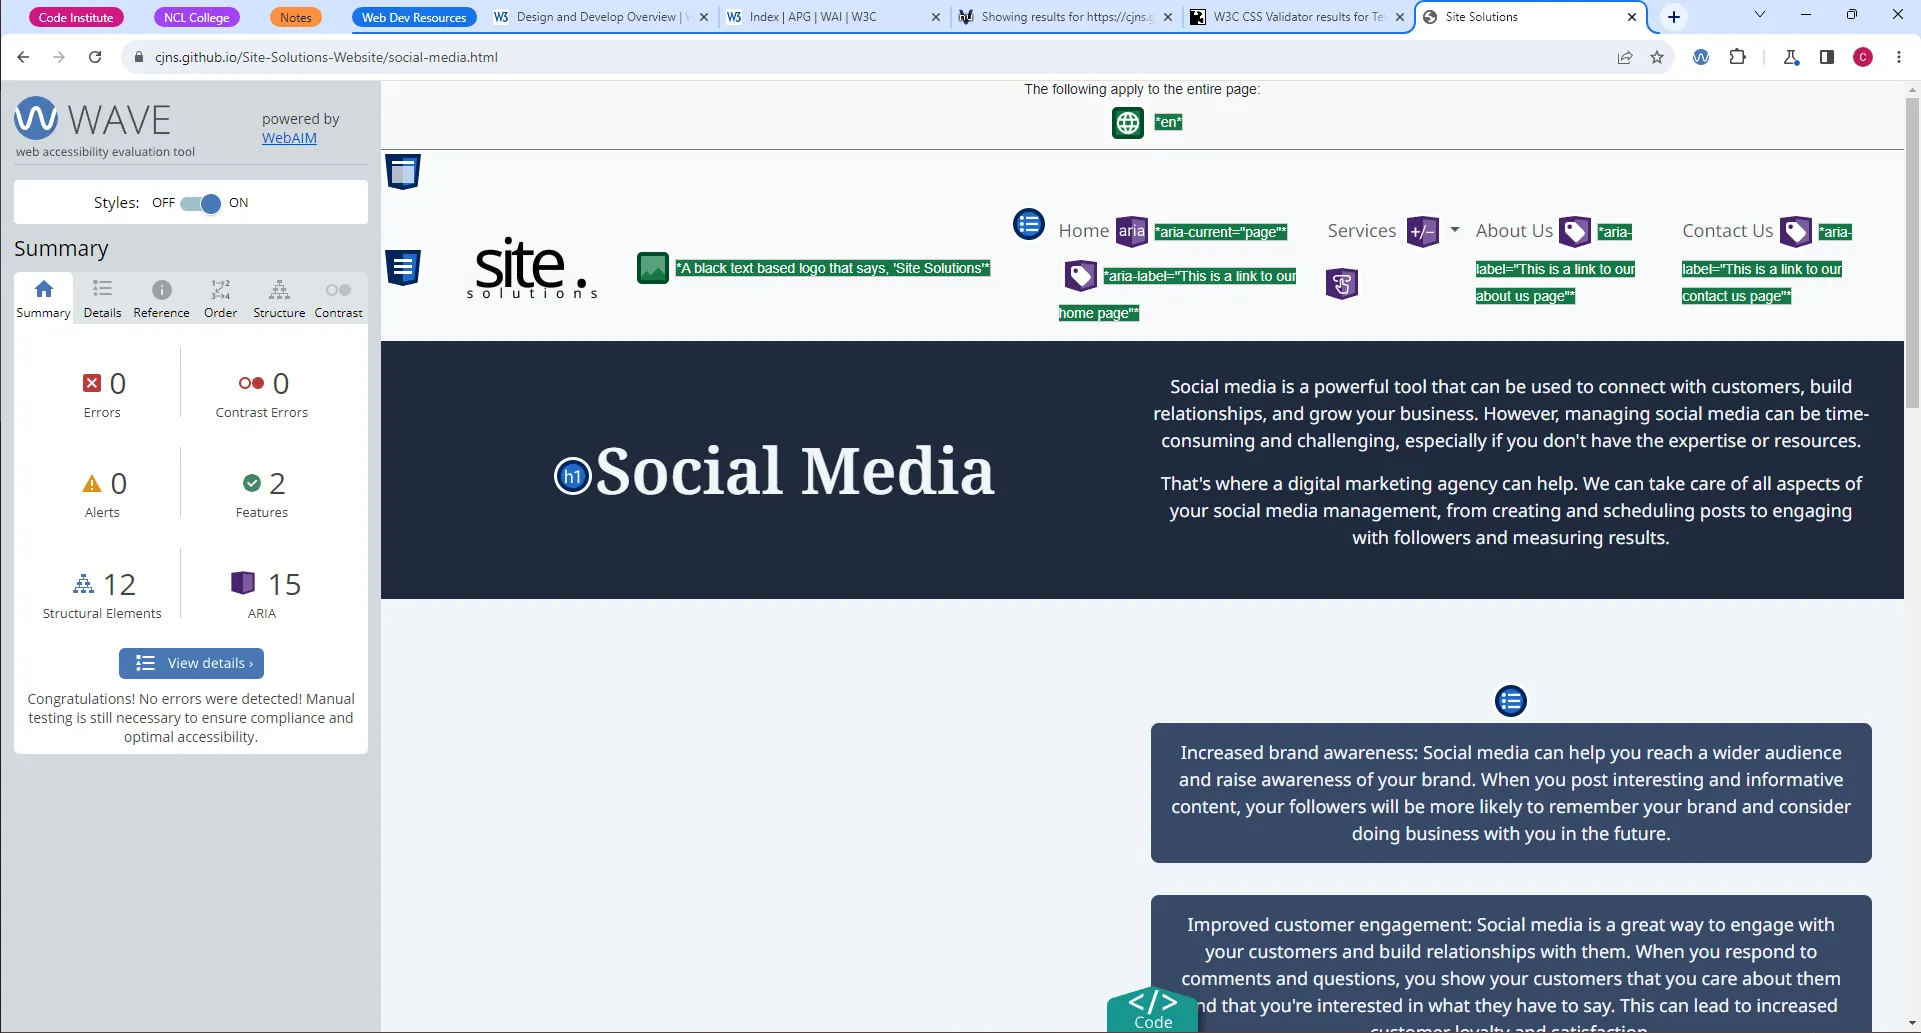 Code Institute
NCL College
Notes
Web Dev Resources
Design and Develop Overview |
Index | APG | WAI | W3C
Showing results for https://cjns.g
W3C CSS Validator results for Te
Site Solutions
cjns.github.io/Site-Solutions-Website/social-media.html
C
WAVE
powered by
WebAIM
web accessibility evaluation tool
Styles: OFF ON
Summary
Summary Details Reference Order Structure Contrast
0
Errors
0
Contrast Errors
0
Alerts
2
Features
12
Structural Elements
15
ARIA
View details ›
Congratulations! No errors were detected! Manual
testing is still necessary to ensure compliance and
optimal accessibility.
The following apply to the entire page:
*en*
site.
solutions
*A black text based logo that says, 'Site Solutions'*
Home aria *aria-current="page"*
*aria-label="This is a link to our
home page"*
Services +/−
About Us *aria-
label="This is a link to our
about us page"*
Contact Us *aria-
label="This is a link to our
contact us page"*
h1 Social Media
Social media is a powerful tool that can be used to connect with customers, build
relationships, and grow your business. However, managing social media can be time-
consuming and challenging, especially if you don't have the expertise or resources.
That's where a digital marketing agency can help. We can take care of all aspects of
your social media management, from creating and scheduling posts to engaging
with followers and measuring results.
Increased brand awareness: Social media can help you reach a wider audience
and raise awareness of your brand. When you post interesting and informative
content, your followers will be more likely to remember your brand and consider
doing business with you in the future.
Improved customer engagement: Social media is a great way to engage with
your customers and build relationships with them. When you respond to
comments and questions, you show your customers that you care about them
nd that you're interested in what they have to say. This can lead to increased
customer loyalty and satisfaction.
</> Code